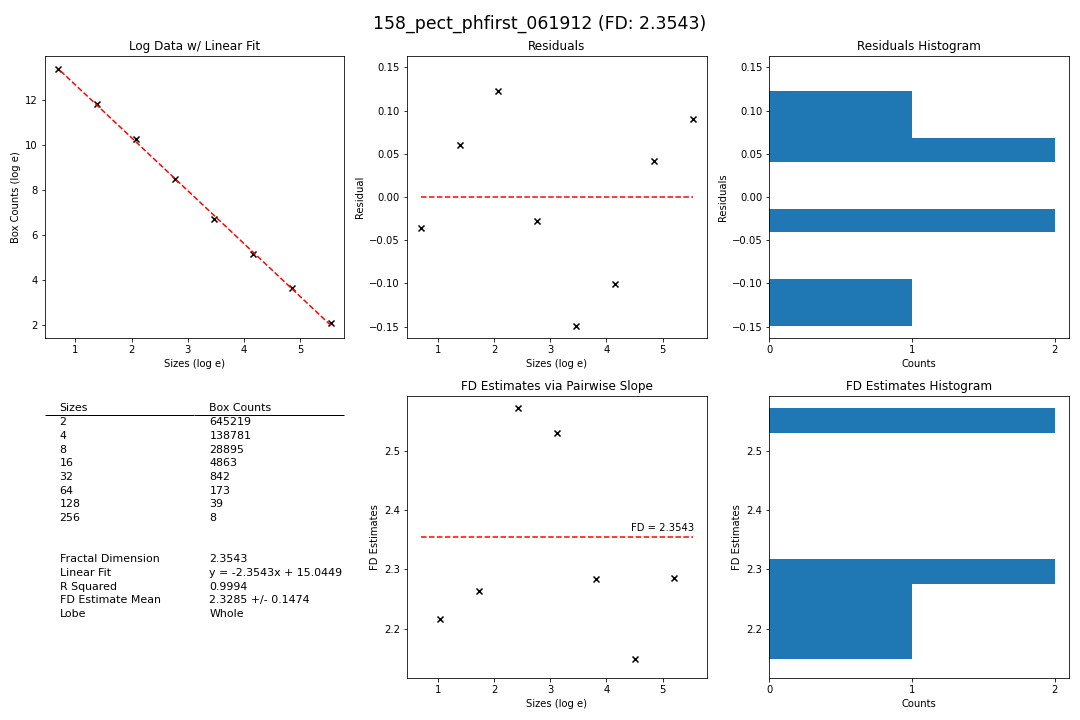 158_pect_phfirst_061912 (FD: 2.3543)
Log Data w/ Linear Fit
Box Counts (log e)
12
10
8
6
4
2
1 2 3 4 5
Sizes (log e)
Residuals
Residual
0.15
0.10
0.05
0.00
−0.05
−0.10
−0.15
1 2 3 4 5
Sizes (log e)
Residuals Histogram
Residuals
0.15
0.10
0.05
0.00
−0.05
−0.10
−0.15
0 1 2
Counts
Sizes Box Counts
2 645219
4 138781
8 28895
16 4863
32 842
64 173
128 39
256 8
Fractal Dimension 2.3543
Linear Fit y = -2.3543x + 15.0449
R Squared 0.9994
FD Estimate Mean 2.3285 +/- 0.1474
Lobe Whole
FD Estimates via Pairwise Slope
FD Estimates
2.5
2.4
2.3
2.2
FD = 2.3543
1 2 3 4 5
Sizes (log e)
FD Estimates Histogram
FD Estimates
2.5
2.4
2.3
2.2
0 1 2
Counts